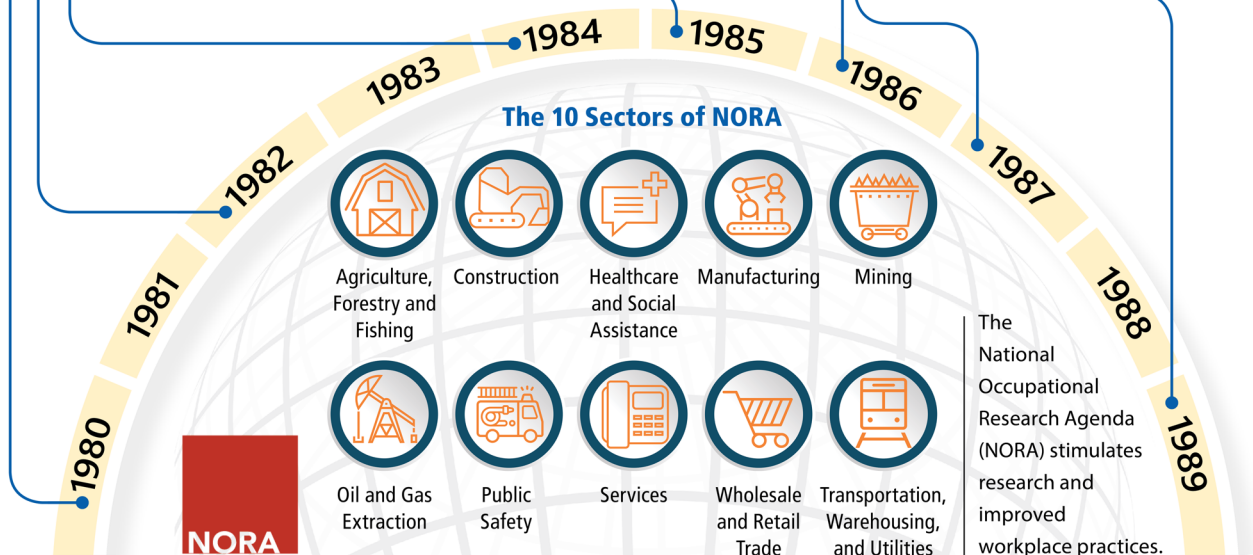 1980
1981
1982
1983
1984
1985
1986
1987
1988
1989
The 10 Sectors of NORA
Agriculture,
Forestry and
Fishing
Construction
Healthcare
and Social
Assistance
Manufacturing
Mining
Oil and Gas
Extraction
Public
Safety
Services
Wholesale
and Retail
Trade
Transportation,
Warehousing,
and Utilities
NORA
The
National
Occupational
Research Agenda
(NORA) stimulates
research and
improved
workplace practices.